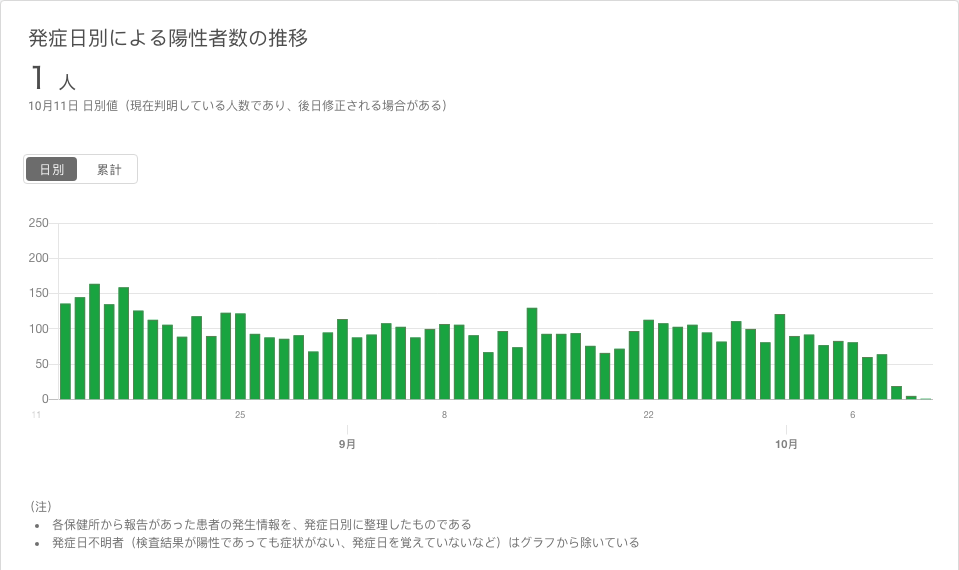 発症日別による陽性者数の推移
1 人
10月11日 日別値（現在判明している人数であり、後日修正される場合がある）
日別 累計
250
200
150
100
50
0
11 25 8 22 6
9月 10月
（注）
• 各保健所から報告があった患者の発生情報を、発症日別に整理したものである
• 発症日不明者（検査結果が陽性であっても症状がない、発症日を覚えていないなど）はグラフから除いている